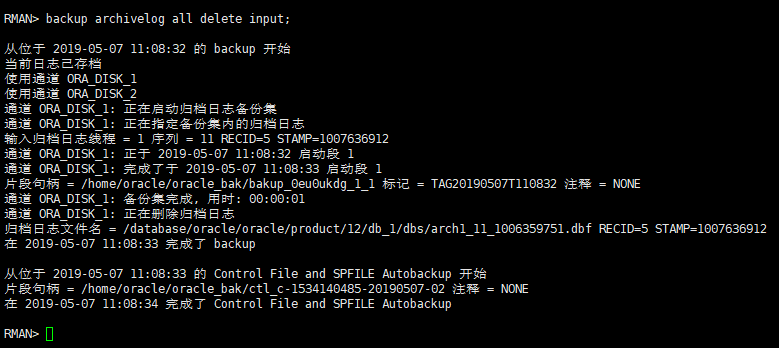 RMAN> backup archivelog all delete input;
从位于 2019-05-07 11:08:32 的 backup 开始
当前日志已存档
使用通道 ORA_DISK_1
使用通道 ORA_DISK_2
通道 ORA_DISK_1: 正在启动归档日志备份集
通道 ORA_DISK_1: 正在指定备份集内的归档日志
输入归档日志线程 = 1 序列 = 11 RECID=5 STAMP=1007636912
通道 ORA_DISK_1: 正于 2019-05-07 11:08:32 启动段 1
通道 ORA_DISK_1: 完成了于 2019-05-07 11:08:33 启动段 1
片段句柄 = /home/oracle/oracle_bak/bakup_0eu0ukdg_1_1 标记 = TAG20190507T110832 注释 = NONE
通道 ORA_DISK_1: 备份集完成, 用时: 00:00:01
通道 ORA_DISK_1: 正在删除归档日志
归档日志文件名 = /database/oracle/oracle/product/12/db_1/dbs/arch1_11_1006359751.dbf RECID=5 STAMP=1007636912
在 2019-05-07 11:08:33 完成了 backup
从位于 2019-05-07 11:08:33 的 Control File and SPFILE Autobackup 开始
片段句柄 = /home/oracle/oracle_bak/ctl_c-1534140485-20190507-02 注释 = NONE
在 2019-05-07 11:08:34 完成了 Control File and SPFILE Autobackup
RMAN>